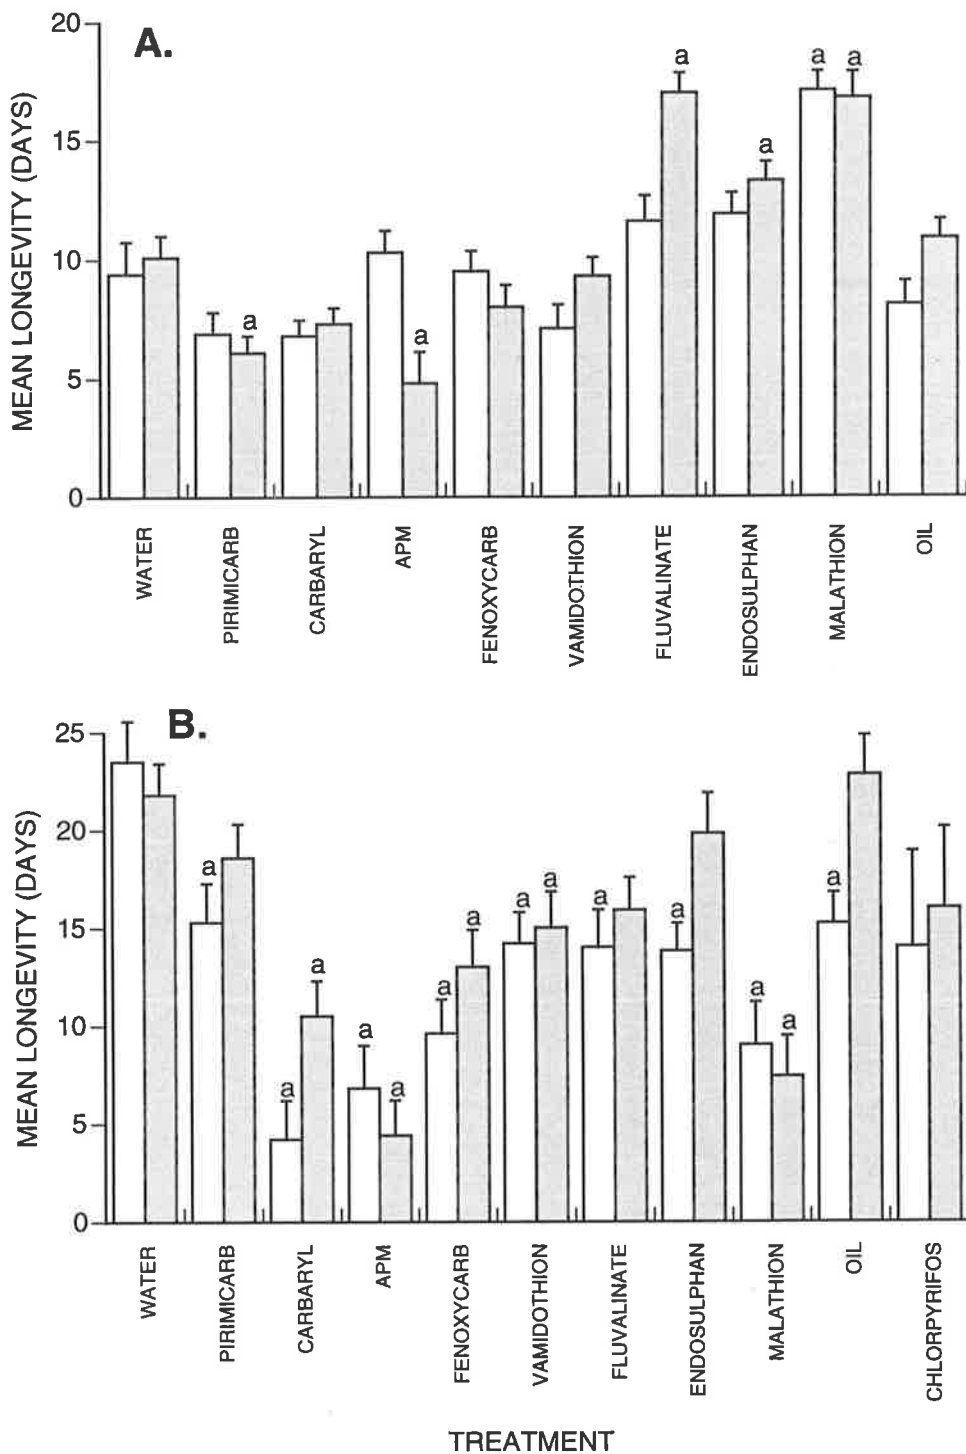 A.
MEAN LONGEVITY (DAYS)
20
15
10
5
0
a
a
a
a
a
a
WATER
PIRIMICARB
CARBARYL
APM
FENOXYCARB
VAMIDOTHION
FLUVALINATE
ENDOSULPHAN
MALATHION
OIL
B.
MEAN LONGEVITY (DAYS)
25
20
15
10
5
0
a
a
a
a
a
a
a
a
a
a
a
a
a
a
WATER
PIRIMICARB
CARBARYL
APM
FENOXYCARB
VAMIDOTHION
FLUVALINATE
ENDOSULPHAN
MALATHION
OIL
CHLORPYRIFOS
TREATMENT